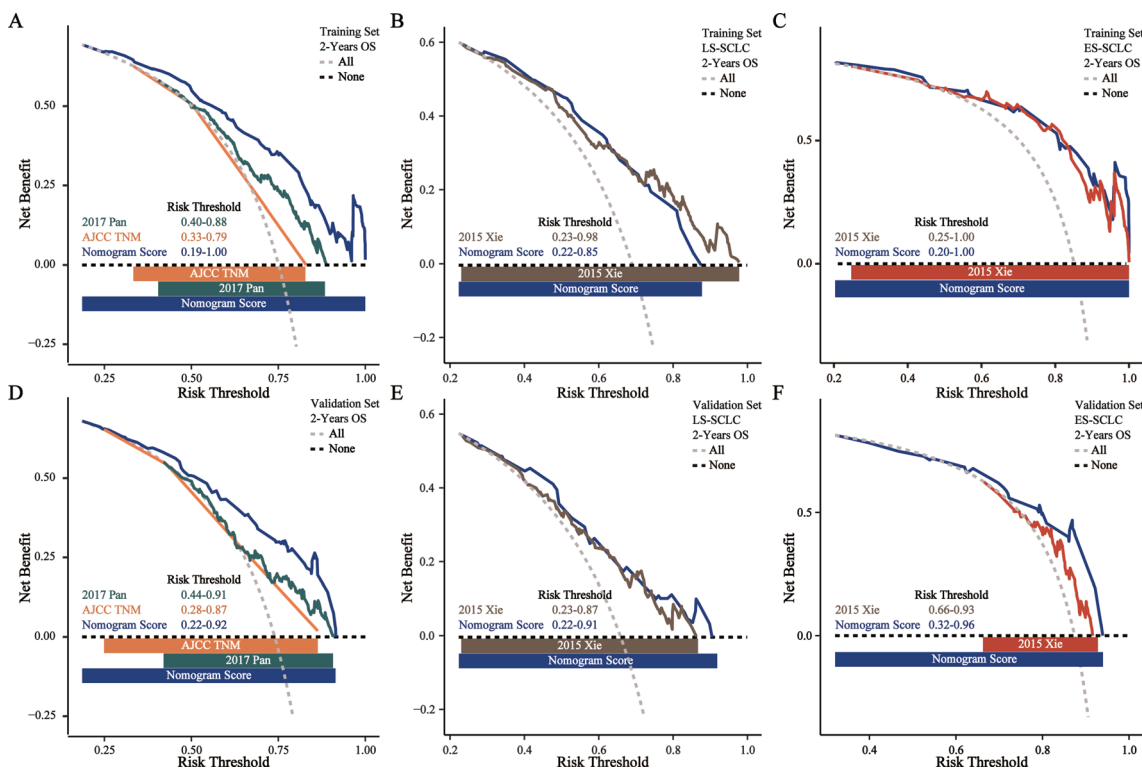 A
Training Set
2-Years OS
All
None
0.50
0.25
0.00
−0.25
Net Benefit
Risk Threshold
2017 Pan 0.40-0.88
AJCC TNM 0.33-0.79
Nomogram Score 0.19-1.00
AJCC TNM
2017 Pan
Nomogram Score
0.25 0.50 0.75 1.00
Risk Threshold
B
Training Set
LS-SCLC
2-Years OS
All
None
0.6
0.4
0.2
0.0
−0.2
Net Benefit
Risk Threshold
2015 Xie 0.23-0.98
Nomogram Score 0.22-0.85
2015 Xie
Nomogram Score
0.2 0.4 0.6 0.8 1.0
Risk Threshold
C
Training Set
ES-SCLC
2-Years OS
All
None
0.5
0.0
Net Benefit
Risk Threshold
2015 Xie 0.25-1.00
Nomogram Score 0.20-1.00
2015 Xie
Nomogram Score
0.2 0.4 0.6 0.8 1.0
Risk Threshold
D
Validation Set
2-Years OS
All
None
0.50
0.25
0.00
−0.25
Net Benefit
Risk Threshold
2017 Pan 0.44-0.91
AJCC TNM 0.28-0.87
Nomogram Score 0.22-0.92
AJCC TNM
2017 Pan
Nomogram Score
0.25 0.50 0.75 1.00
Risk Threshold
E
Validation Set
LS-SCLC
2-Years OS
All
None
0.6
0.4
0.2
0.0
−0.2
Net Benefit
Risk Threshold
2015 Xie 0.23-0.87
Nomogram Score 0.22-0.91
2015 Xie
Nomogram Score
0.2 0.4 0.6 0.8 1.0
Risk Threshold
F
Validation Set
ES-SCLC
2-Years OS
All
None
0.5
0.0
Net Benefit
Risk Threshold
2015 Xie 0.66-0.93
Nomogram Score 0.32-0.96
2015 Xie
Nomogram Score
0.4 0.6 0.8 1.0
Risk Threshold